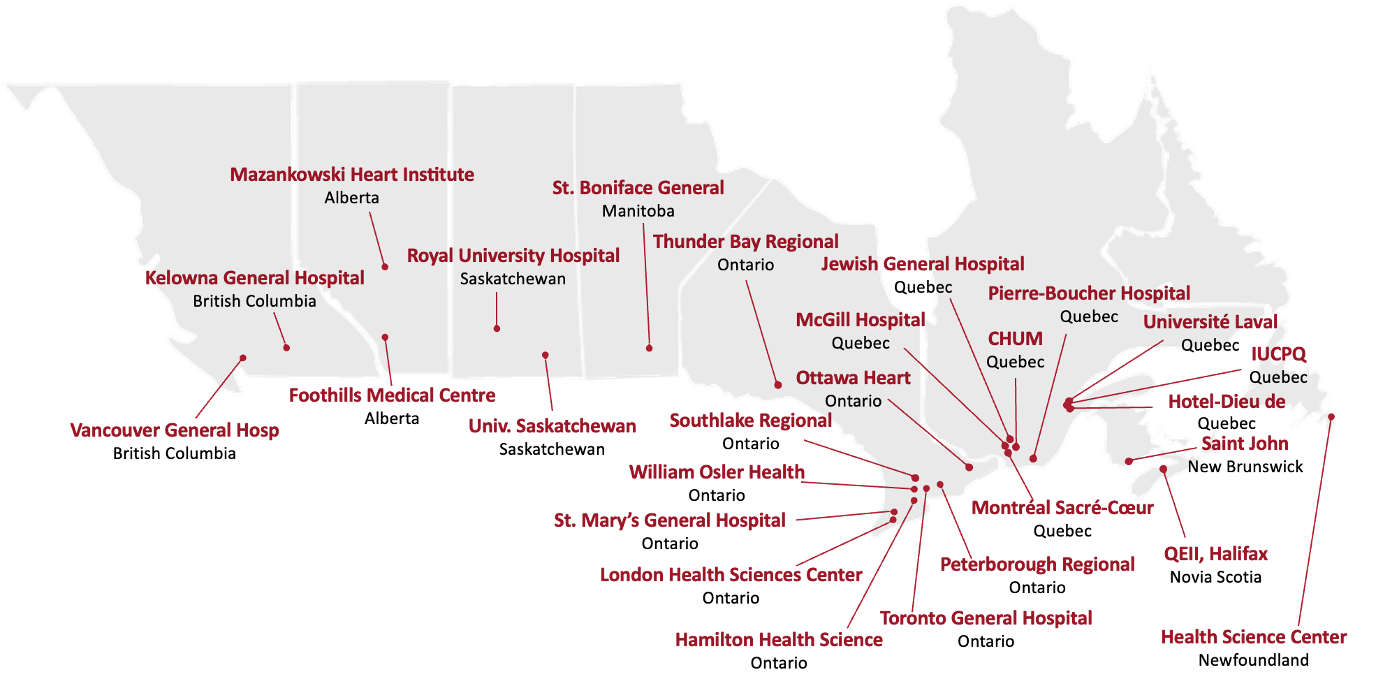 Mazankowski Heart Institute
Alberta
St. Boniface General
Manitoba
Thunder Bay Regional
Ontario
Royal University Hospital
Saskatchewan
Jewish General Hospital
Quebec
Kelowna General Hospital
British Columbia
Pierre-Boucher Hospital
Quebec
McGill Hospital
Quebec
Université Laval
Quebec
CHUM
Quebec
IUCPQ
Quebec
Ottawa Heart
Ontario
Foothills Medical Centre
Alberta
Hotel-Dieu de
Quebec
Vancouver General Hosp
British Columbia
Univ. Saskatchewan
Saskatchewan
Southlake Regional
Ontario
Saint John
New Brunswick
William Osler Health
Ontario
Montréal Sacré-Cœur
Quebec
St. Mary's General Hospital
Ontario
QEII, Halifax
Novia Scotia
Peterborough Regional
Ontario
London Health Sciences Center
Ontario
Toronto General Hospital
Ontario
Hamilton Health Science
Ontario
Health Science Center
Newfoundland